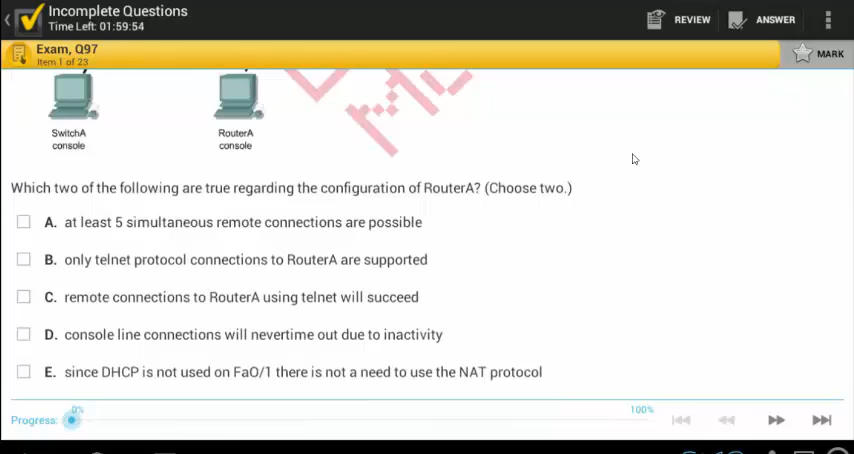 Incomplete Questions
Time Left: 01:59:54
REVIEW
ANSWER
Exam, Q97
Item 1 of 23
MARK
SwitchA console
RouterA console
Which two of the following are true regarding the configuration of RouterA? (Choose two.)
A. at least 5 simultaneous remote connections are possible
B. only telnet protocol connections to RouterA are supported
C. remote connections to RouterA using telnet will succeed
D. console line connections will nevertime out due to inactivity
E. since DHCP is not used on Fa0/1 there is not a need to use the NAT protocol
Progress:
0%
100%